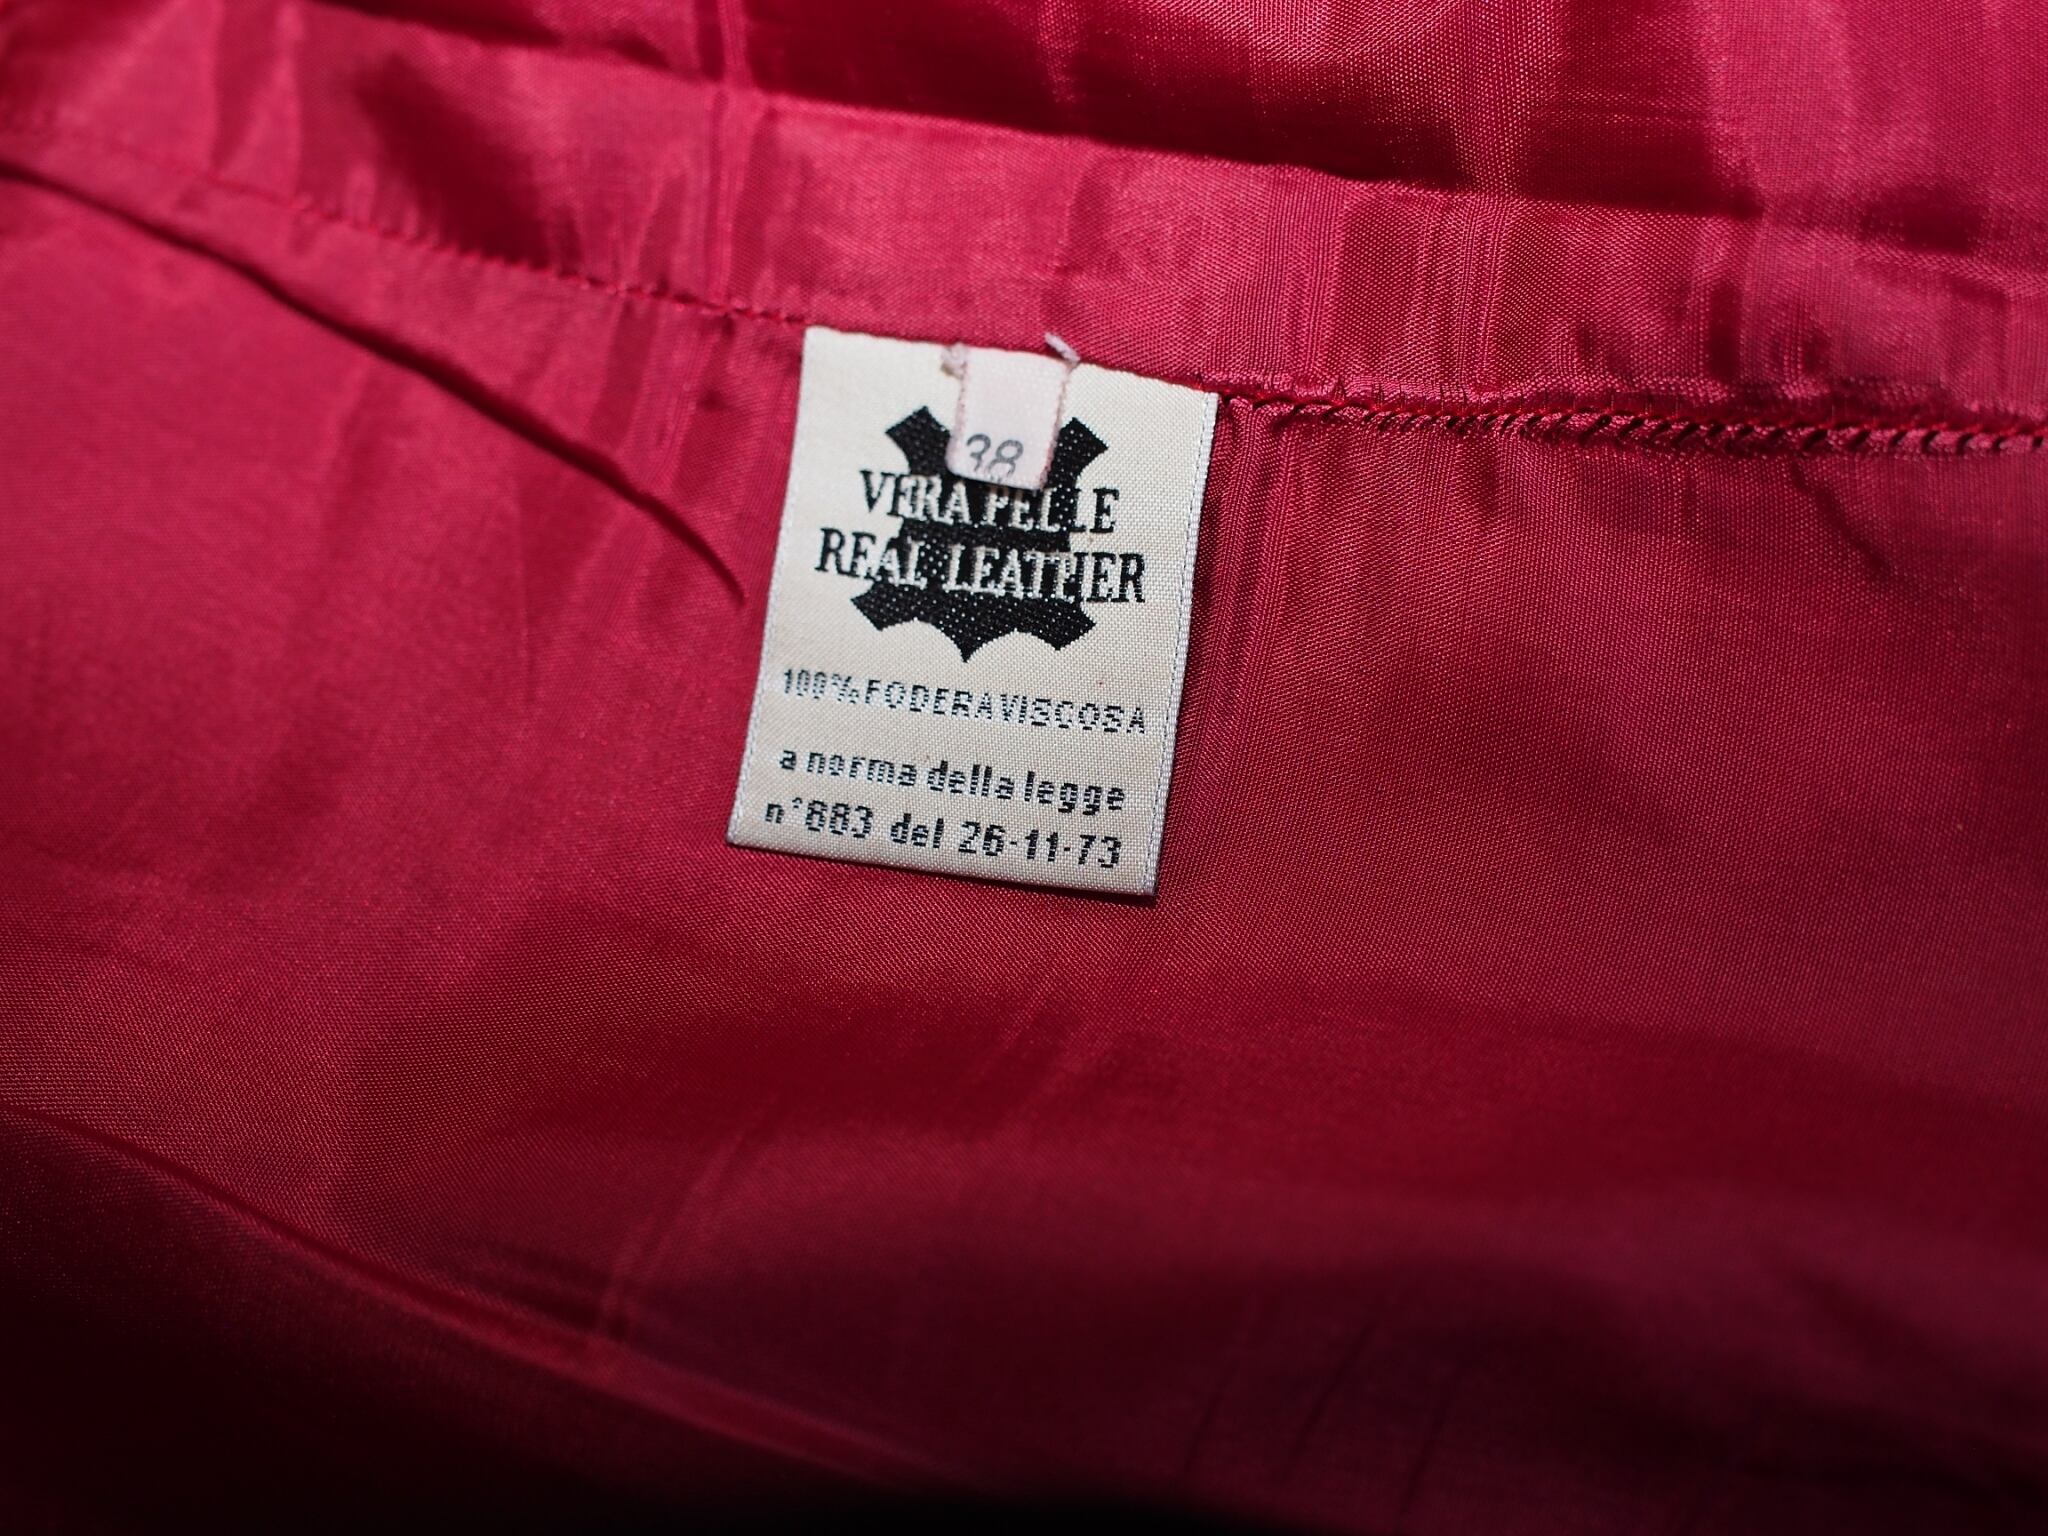 38
VERA PELLE
REAL LEATHER
100% FODERA VISCOSA
a norma della legge
n°883 del 26-11-73